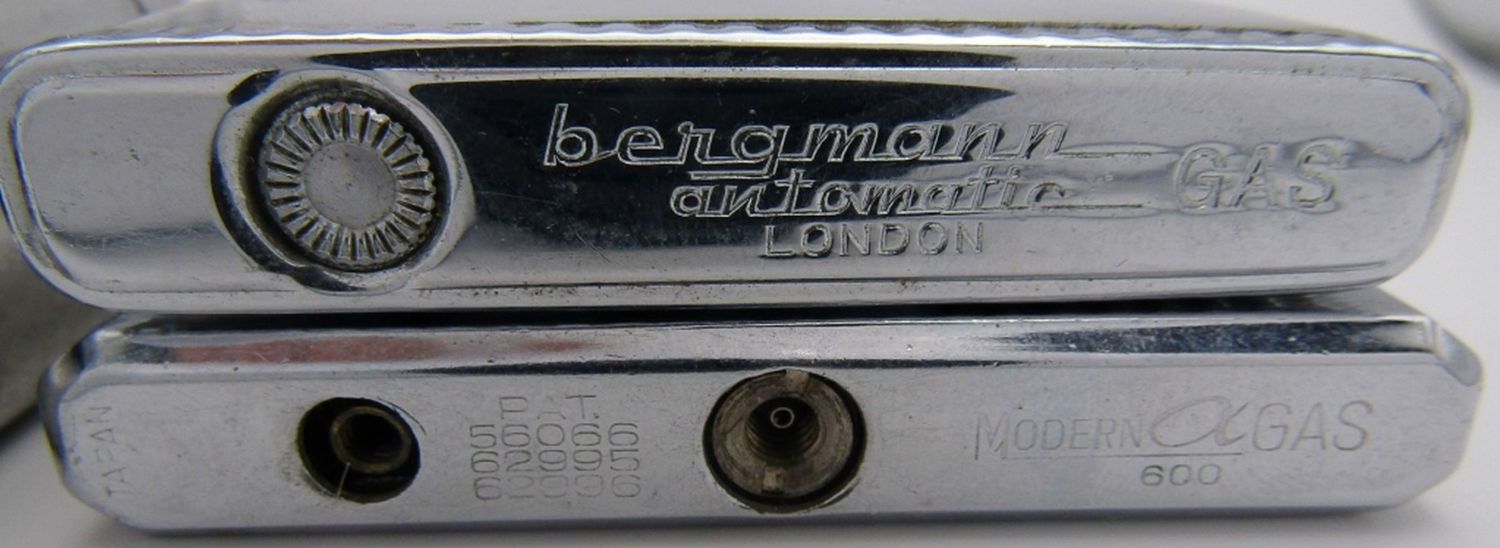 bergmann
automatic GAS
LONDON
JAPAN
PAT.
56066
62995
62996
MODERN α GAS
600